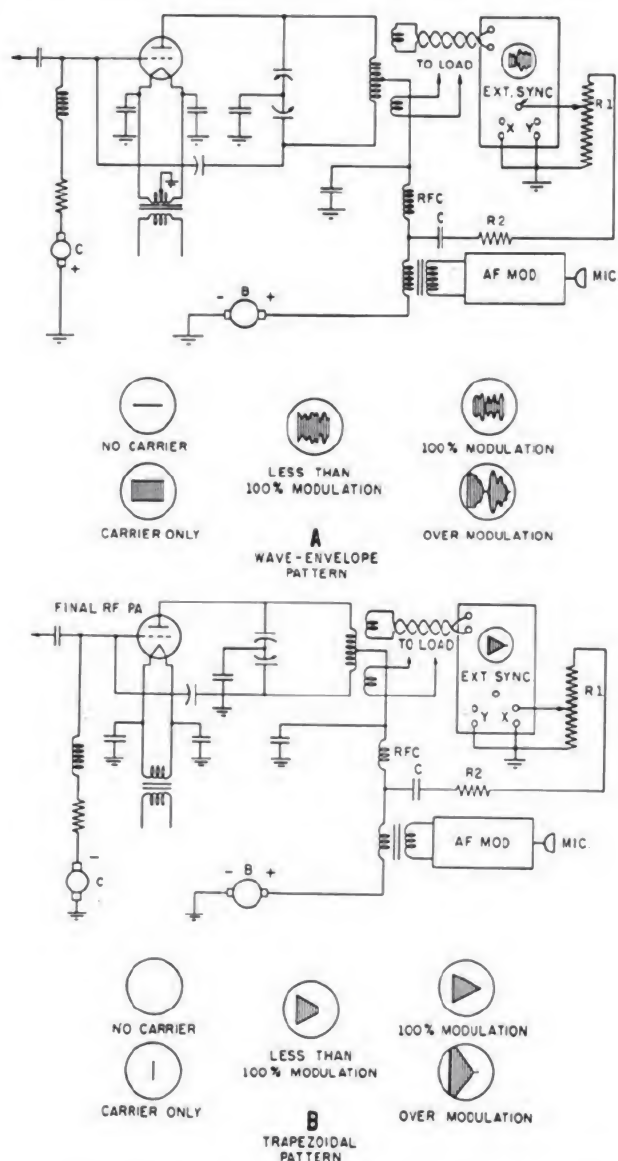 TO LOAD
EXT. SYNC
R1
X Y
RFC
C
R2
C
+
- B +
AF MOD
MIC
NO CARRIER
LESS THAN
100% MODULATION
100% MODULATION
CARRIER ONLY
OVER MODULATION
A
WAVE-ENVELOPE
PATTERN
FINAL RF PA
TO LOAD
EXT SYNC
R1
Y X
RFC
C
R2
-
C
- B +
AF MOD
MIC.
NO CARRIER
LESS THAN
100% MODULATION
100% MODULATION
CARRIER ONLY
OVER MODULATION
B
TRAPEZOIDAL
PATTERN